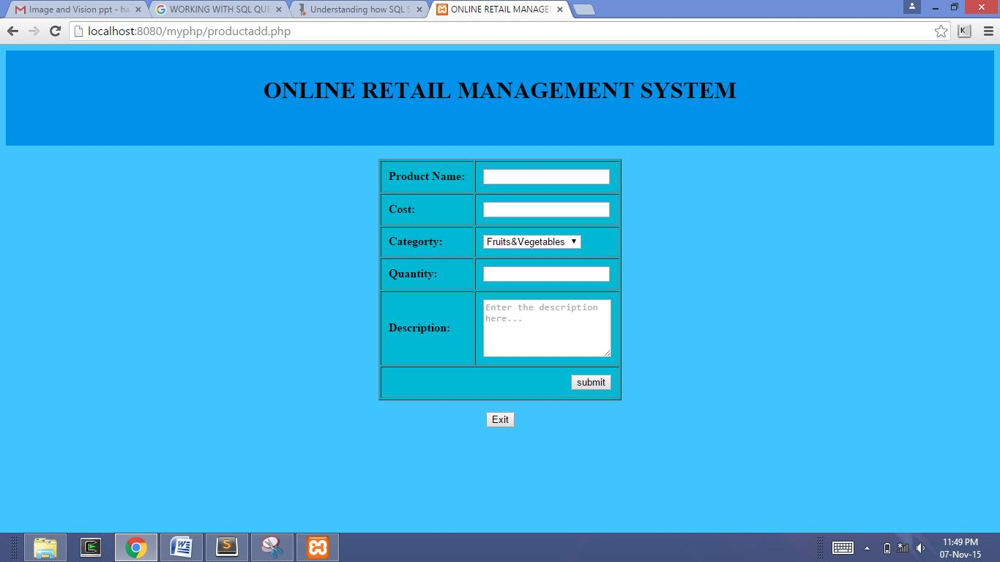 Image and Vision ppt - ha
WORKING WITH SQL QUE
Understanding how SQL S
ONLINE RETAIL MANAGE
localhost:8080/myphp/productadd.php
K
ONLINE RETAIL MANAGEMENT SYSTEM
Product Name:
Cost:
Categorty:
Fruits&Vegetables
Quantity:
Description:
Enter the description
here...
submit
Exit
11:49 PM
07-Nov-15